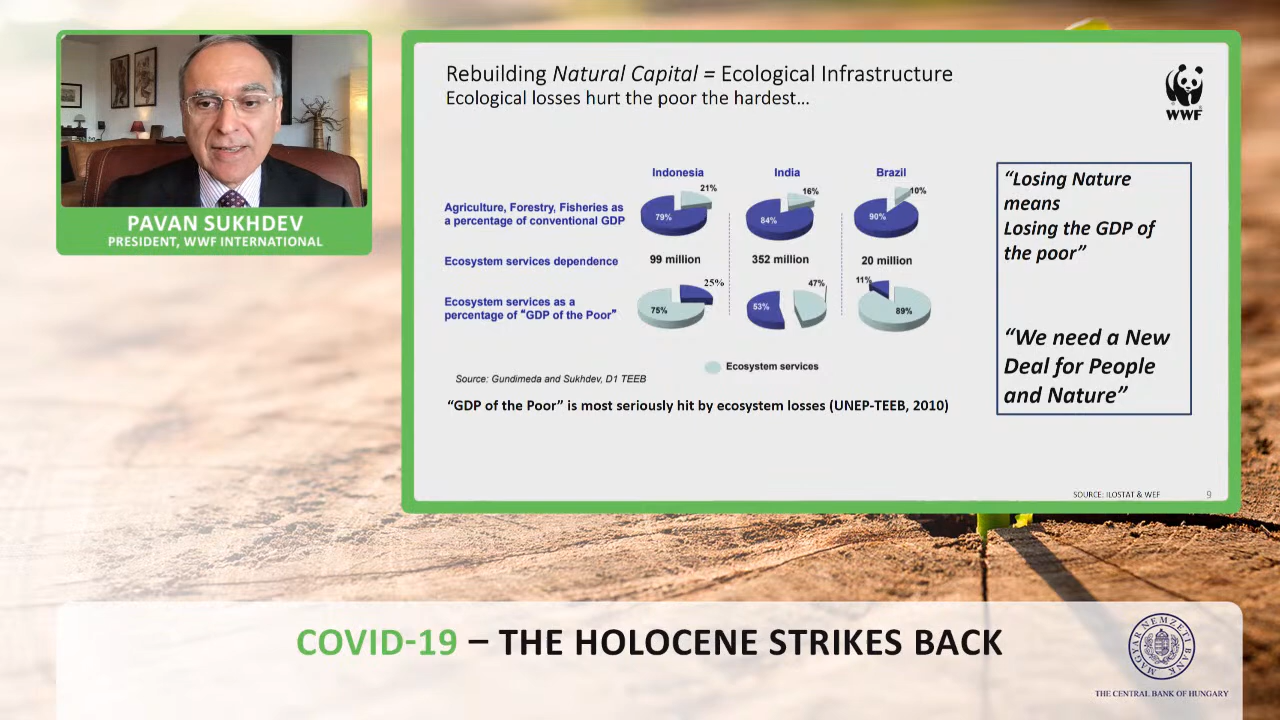 PAVAN SUKHDEV
PRESIDENT, WWF INTERNATIONAL
Rebuilding Natural Capital = Ecological Infrastructure
Ecological losses hurt the poor the hardest…
WWF
Indonesia India Brazil
21% 16% 10%
Agriculture, Forestry, Fisheries as
a percentage of conventional GDP
79% 84% 90%
Ecosystem services dependence 99 million 352 million 20 million
25% 47% 11%
Ecosystem services as a
percentage of “GDP of the Poor”
75% 53% 89%
Ecosystem services
Source: Gundimeda and Sukhdev, D1 TEEB
“GDP of the Poor” is most seriously hit by ecosystem losses (UNEP-TEEB, 2010)
“Losing Nature
means
Losing the GDP of
the poor”
“We need a New
Deal for People
and Nature”
SOURCE: ILOSTAT & WEF 9
COVID-19 – THE HOLOCENE STRIKES BACK
MAGYAR NEMZETI BANK
THE CENTRAL BANK OF HUNGARY